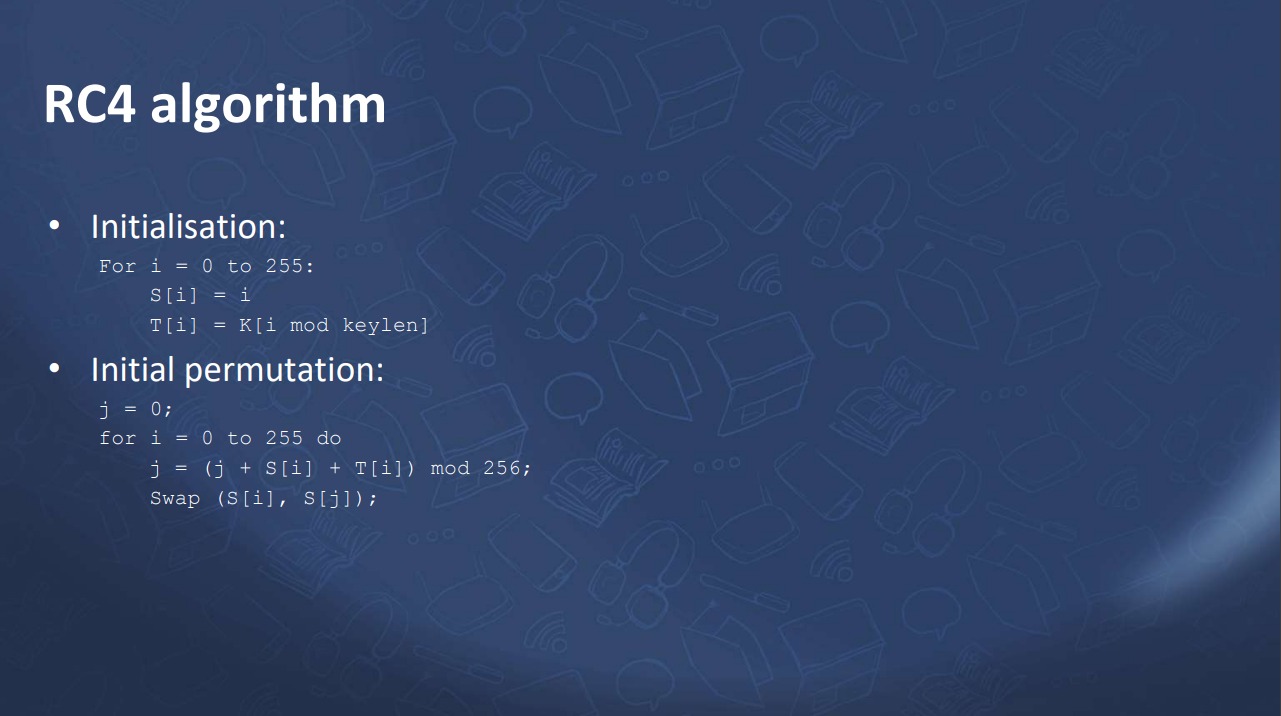 RC4 algorithm
• Initialisation:
For i = 0 to 255:
S[i] = i
T[i] = K[i mod keylen]
• Initial permutation:
j = 0;
for i = 0 to 255 do
j = (j + S[i] + T[i]) mod 256;
Swap (S[i], S[j]);